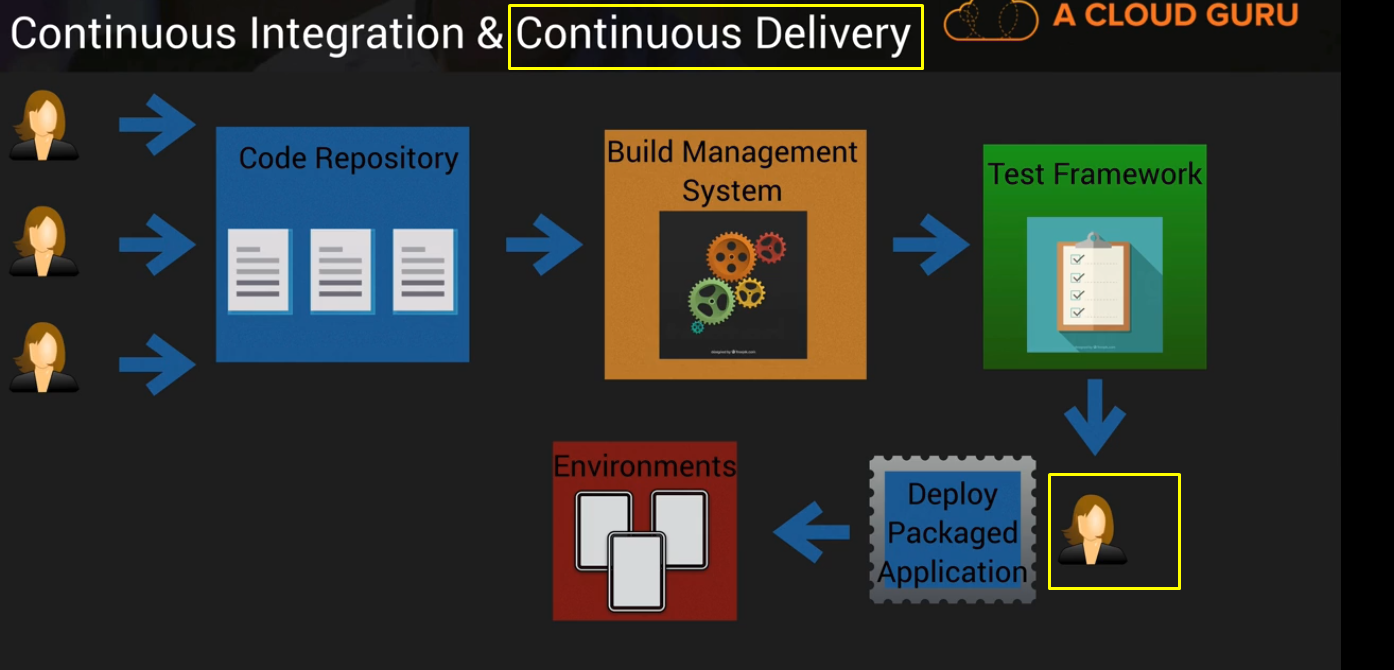 Continuous Integration & Continuous Delivery
A CLOUD GURU
Code Repository
Build Management
System
Test Framework
Environments
Deploy
Packaged
Application